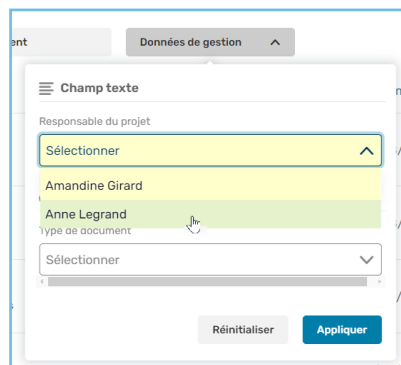 ent
Données de gestion
Champ texte
Responsable du projet
Sélectionner
Amandine Girard
Anne Legrand
Type de document
Sélectionner
Réinitialiser
Appliquer